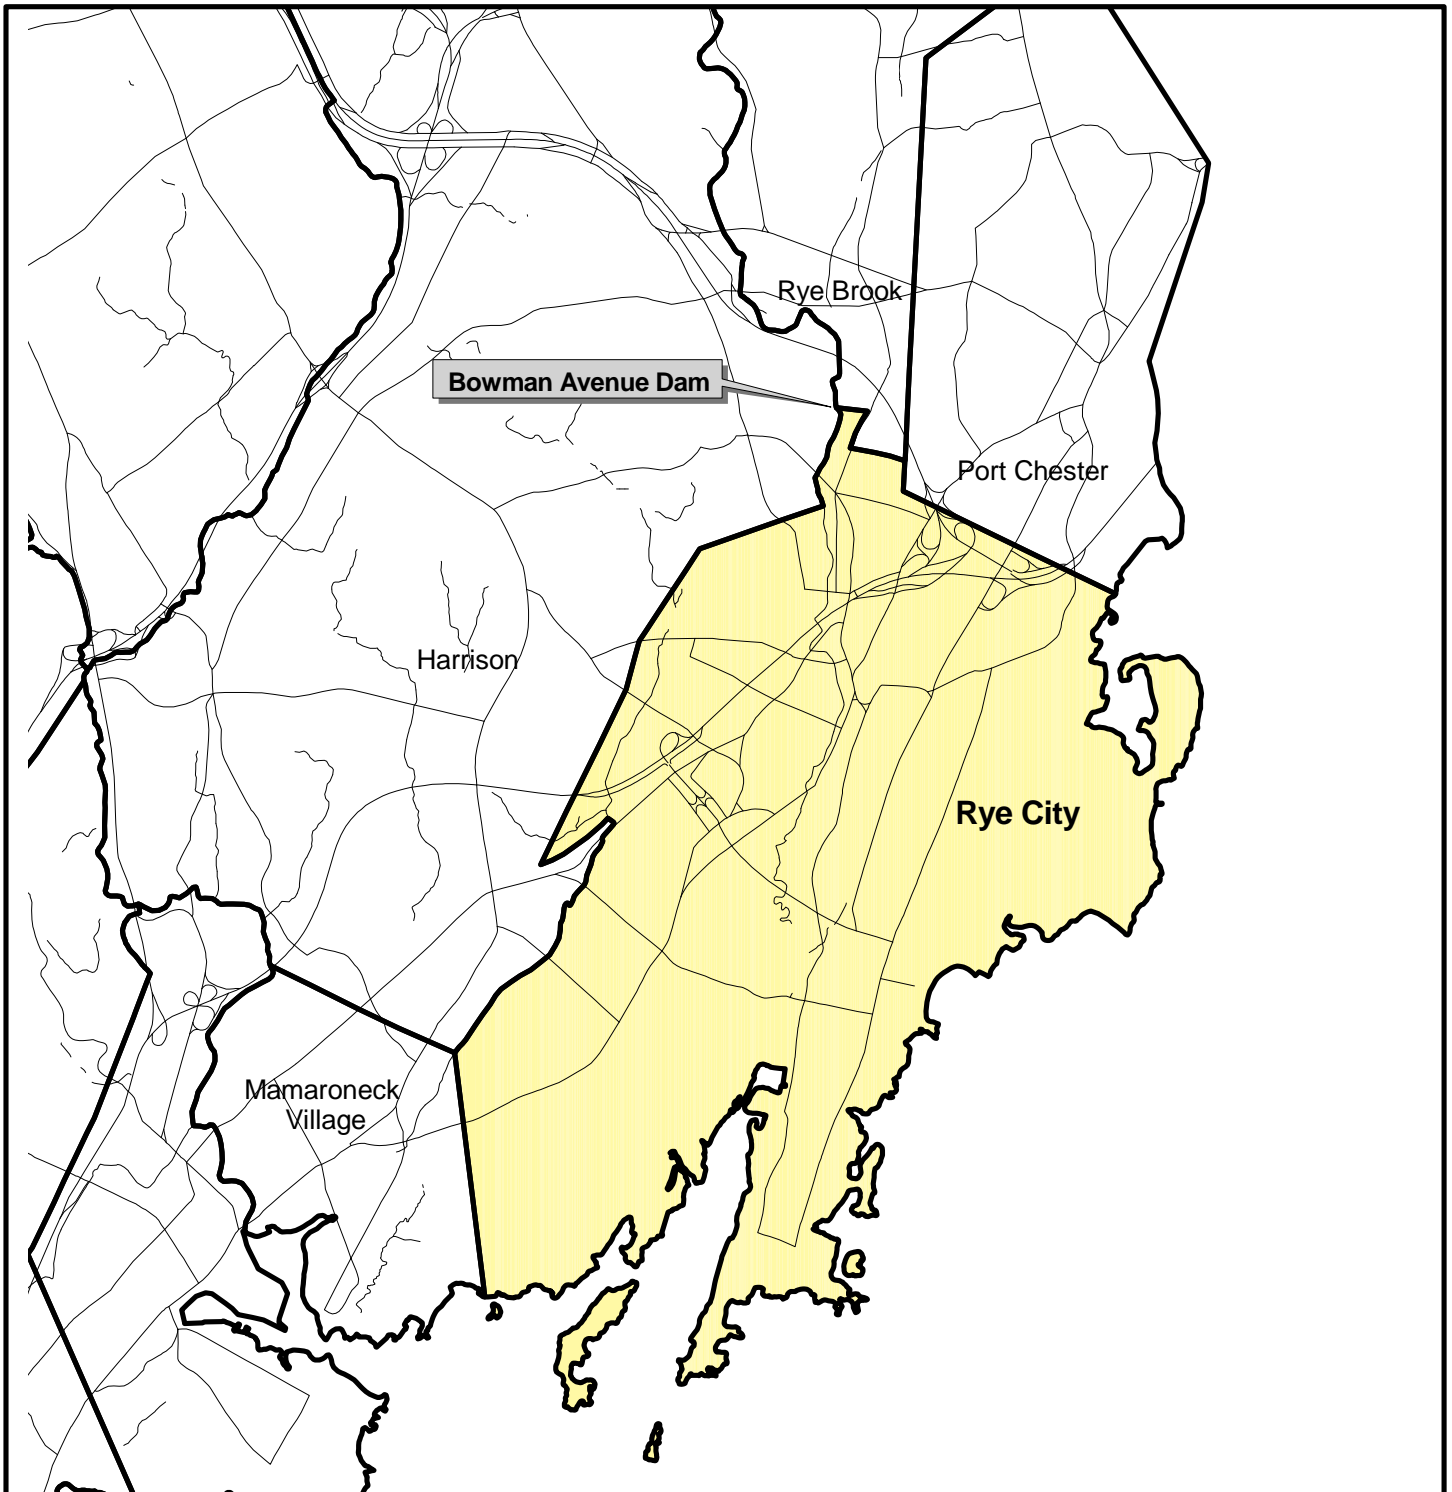 Rye Brook
Bowman Avenue Dam
Port Chester
Harrison
Rye City
Mamaroneck
Village